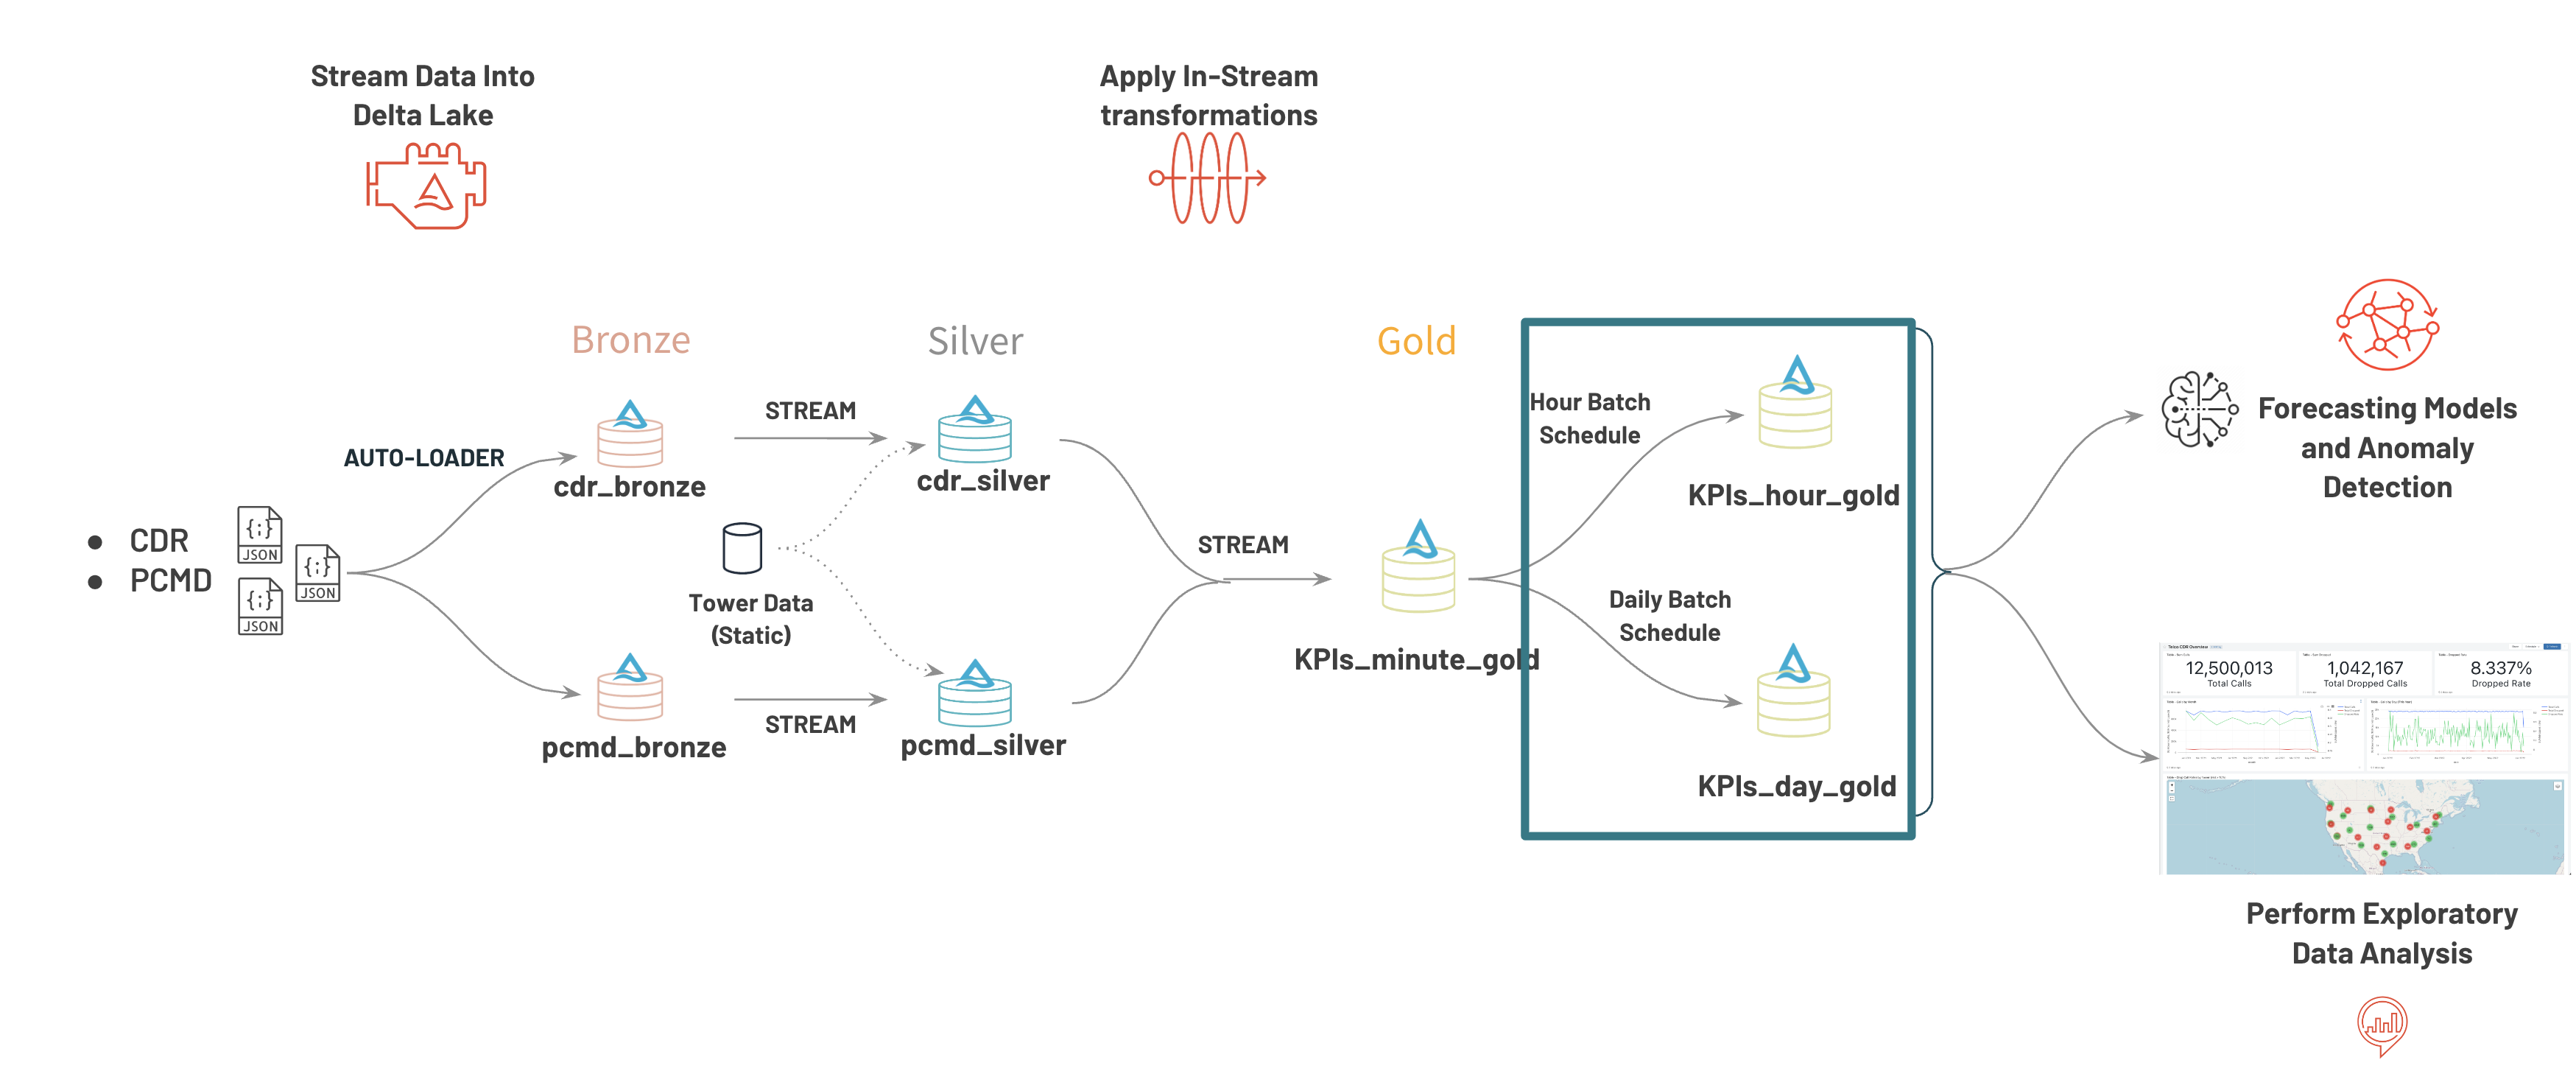 Stream Data Into
Delta Lake
Apply In-Stream
transformations
Bronze
Silver
Gold
AUTO-LOADER
STREAM
cdr_bronze
cdr_silver
CDR
PCMD
{;}
JSON
{;}
JSON
{;}
JSON
Tower Data
(Static)
STREAM
pcmd_bronze
pcmd_silver
STREAM
KPIs_minute_gold
Hour Batch
Schedule
KPIs_hour_gold
Daily Batch
Schedule
KPIs_day_gold
Forecasting Models
and Anomaly
Detection
Telco CDR Overview
12,500,013
Total Calls
1,042,167
Total Dropped Calls
8.337%
Dropped Rate
Perform Exploratory
Data Analysis